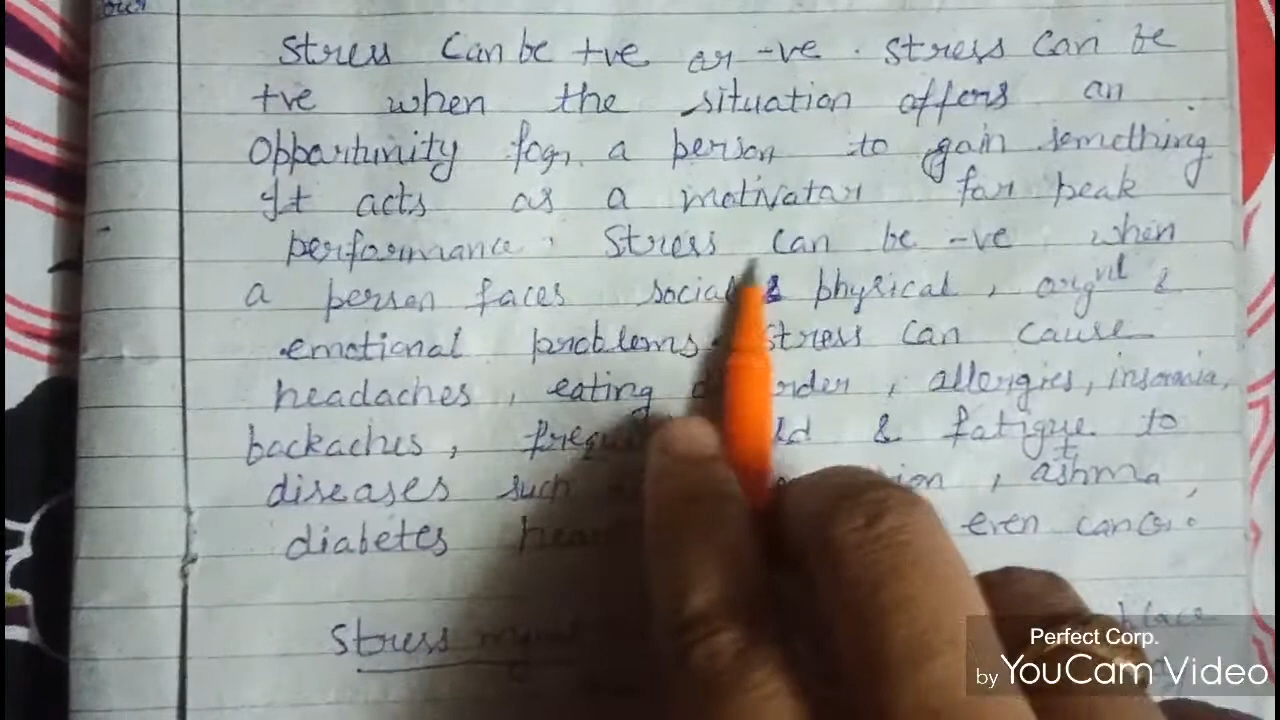 Stress can be +ve or -ve. Stress can be
+ve when the situation offers an
opportunity for a person to gain something
It acts as a motivator for peak
performance. Stress can be -ve when
a person faces social & physical, orgnl &
emotional problems. Stress can cause
headaches, eating order, allergies, insomnia,
backaches, & fatigue to
diseases such , asthma,
diabetes even cancer.
Stress place
Perfect Corp.
by YouCam Video